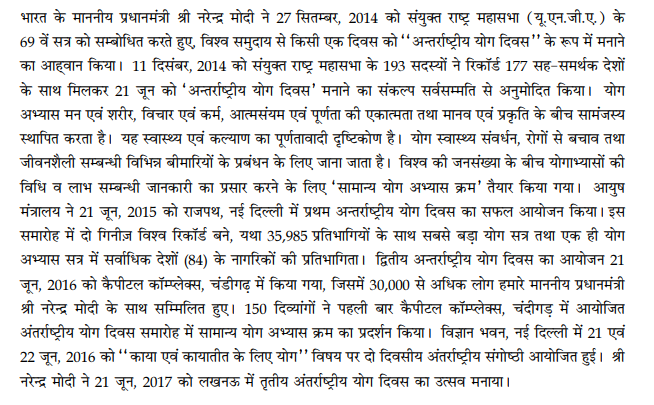 भारत के माननीय प्रधानमंत्री श्री नरेन्द्र मोदी ने 27 सितम्बर, 2014 को संयुक्त राष्ट्र महासभा (यू.एन.जी.ए.) के
69 वें सत्र को सम्बोधित करते हुए, विश्व समुदाय से किसी एक दिवस को ‘‘अन्तर्राष्ट्रीय योग दिवस’’ के रूप में मनाने
का आह्वान किया। 11 दिसंबर, 2014 को संयुक्त राष्ट्र महासभा के 193 सदस्यों ने रिकॉर्ड 177 सह-समर्थक देशों
के साथ मिलकर 21 जून को ‘अन्तर्राष्ट्रीय योग दिवस’ मनाने का संकल्प सर्वसम्मति से अनुमोदित किया। योग
अभ्यास मन एवं शरीर, विचार एवं कर्म, आत्मसंयम एवं पूर्णता की एकात्मता तथा मानव एवं प्रकृति के बीच सामंजस्य
स्थापित करता है। यह स्वास्थ्य एवं कल्याण का पूर्णतावादी दृष्टिकोण है। योग स्वास्थ्य संवर्धन, रोगों से बचाव तथा
जीवनशैली सम्बन्धी विभिन्न बीमारियों के प्रबंधन के लिए जाना जाता है। विश्व की जनसंख्या के बीच योगाभ्यासों की
विधि व लाभ सम्बन्धी जानकारी का प्रसार करने के लिए ‘सामान्य योग अभ्यास क्रम’ तैयार किया गया। आयुष
मंत्रालय ने 21 जून, 2015 को राजपथ, नई दिल्ली में प्रथम अन्तर्राष्ट्रीय योग दिवस का सफल आयोजन किया। इस
समारोह में दो गिनीज़ विश्व रिकॉर्ड बने, यथा 35,985 प्रतिभागियों के साथ सबसे बड़ा योग सत्र तथा एक ही योग
अभ्यास सत्र में सर्वाधिक देशों (84) के नागरिकों की प्रतिभागिता। द्वितीय अन्तर्राष्ट्रीय योग दिवस का आयोजन 21
जून, 2016 को कैपीटल कॉम्प्लेक्स, चंडीगढ़ में किया गया, जिसमें 30,000 से अधिक लोग हमारे माननीय प्रधानमंत्री
श्री नरेन्द्र मोदी के साथ सम्मिलित हुए। 150 दिव्यांगों ने पहली बार कैपीटल कॉम्प्लेक्स, चंदीगढ़ में आयोजित
अंतर्राष्ट्रीय योग दिवस समारोह में सामान्य योग अभ्यास क्रम का प्रदर्शन किया। विज्ञान भवन, नई दिल्ली में 21 एवं
22 जून, 2016 को ‘‘काया एवं कायातीत के लिए योग’’ विषय पर दो दिवसीय अंतर्राष्ट्रीय संगोष्ठी आयोजित हुई। श्री
नरेन्द्र मोदी ने 21 जून, 2017 को लखनऊ में तृतीय अंतर्राष्ट्रीय योग दिवस का उत्सव मनाया।